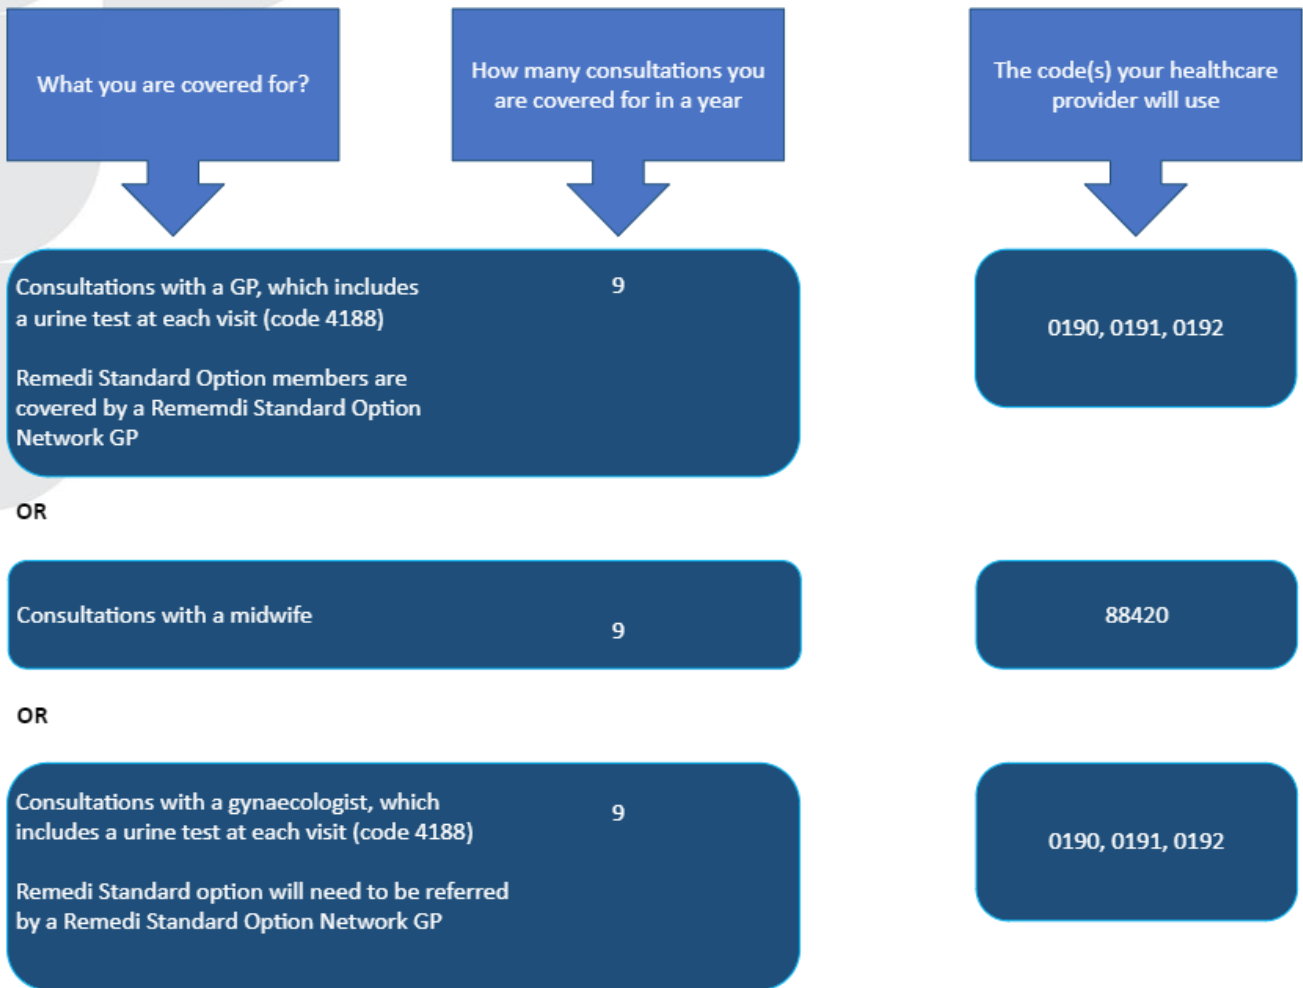 What you are covered for?
How many consultations you
are covered for in a year
The code(s) your healthcare
provider will use
Consultations with a GP, which includes
a urine test at each visit (code 4188)
Remedi Standard Option members are
covered by a Rememdi Standard Option
Network GP
9
0190, 0191, 0192
OR
Consultations with a midwife
9
88420
OR
Consultations with a gynaecologist, which
includes a urine test at each visit (code 4188)
Remedi Standard option will need to be referred
by a Remedi Standard Option Network GP
9
0190, 0191, 0192